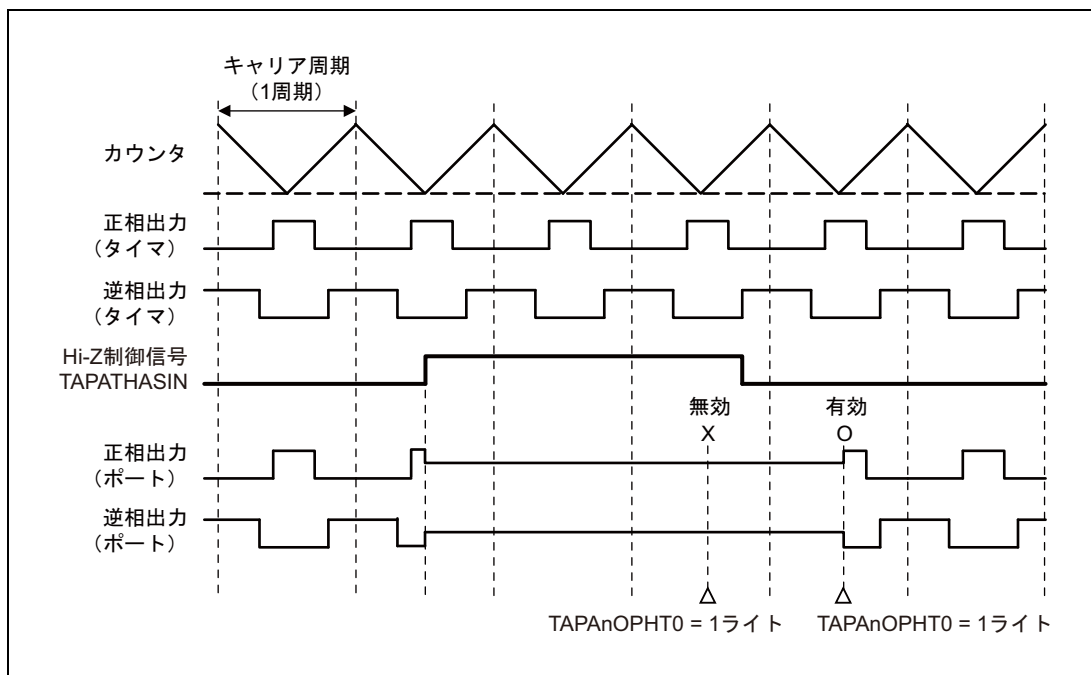 キャリア周期
（1周期）
カウンタ
正相出力
（タイマ）
逆相出力
（タイマ）
Hi-Z制御信号
TAPATHASIN
無効
X
有効
O
正相出力
（ポート）
逆相出力
（ポート）
TAPAnOPHT0 = 1ライト
TAPAnOPHT0 = 1ライト